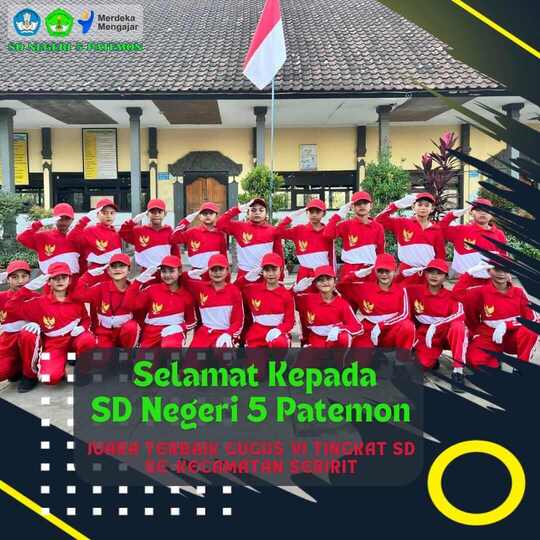 Merdeka
Mengajar
SD NEGERI 5 PATEMON
Selamat Kepada
SD Negeri 5 Patemon
JUARA TERBAIK GUGUS VI TINGKAT SD
SE-KECAMATAN SERIRIT